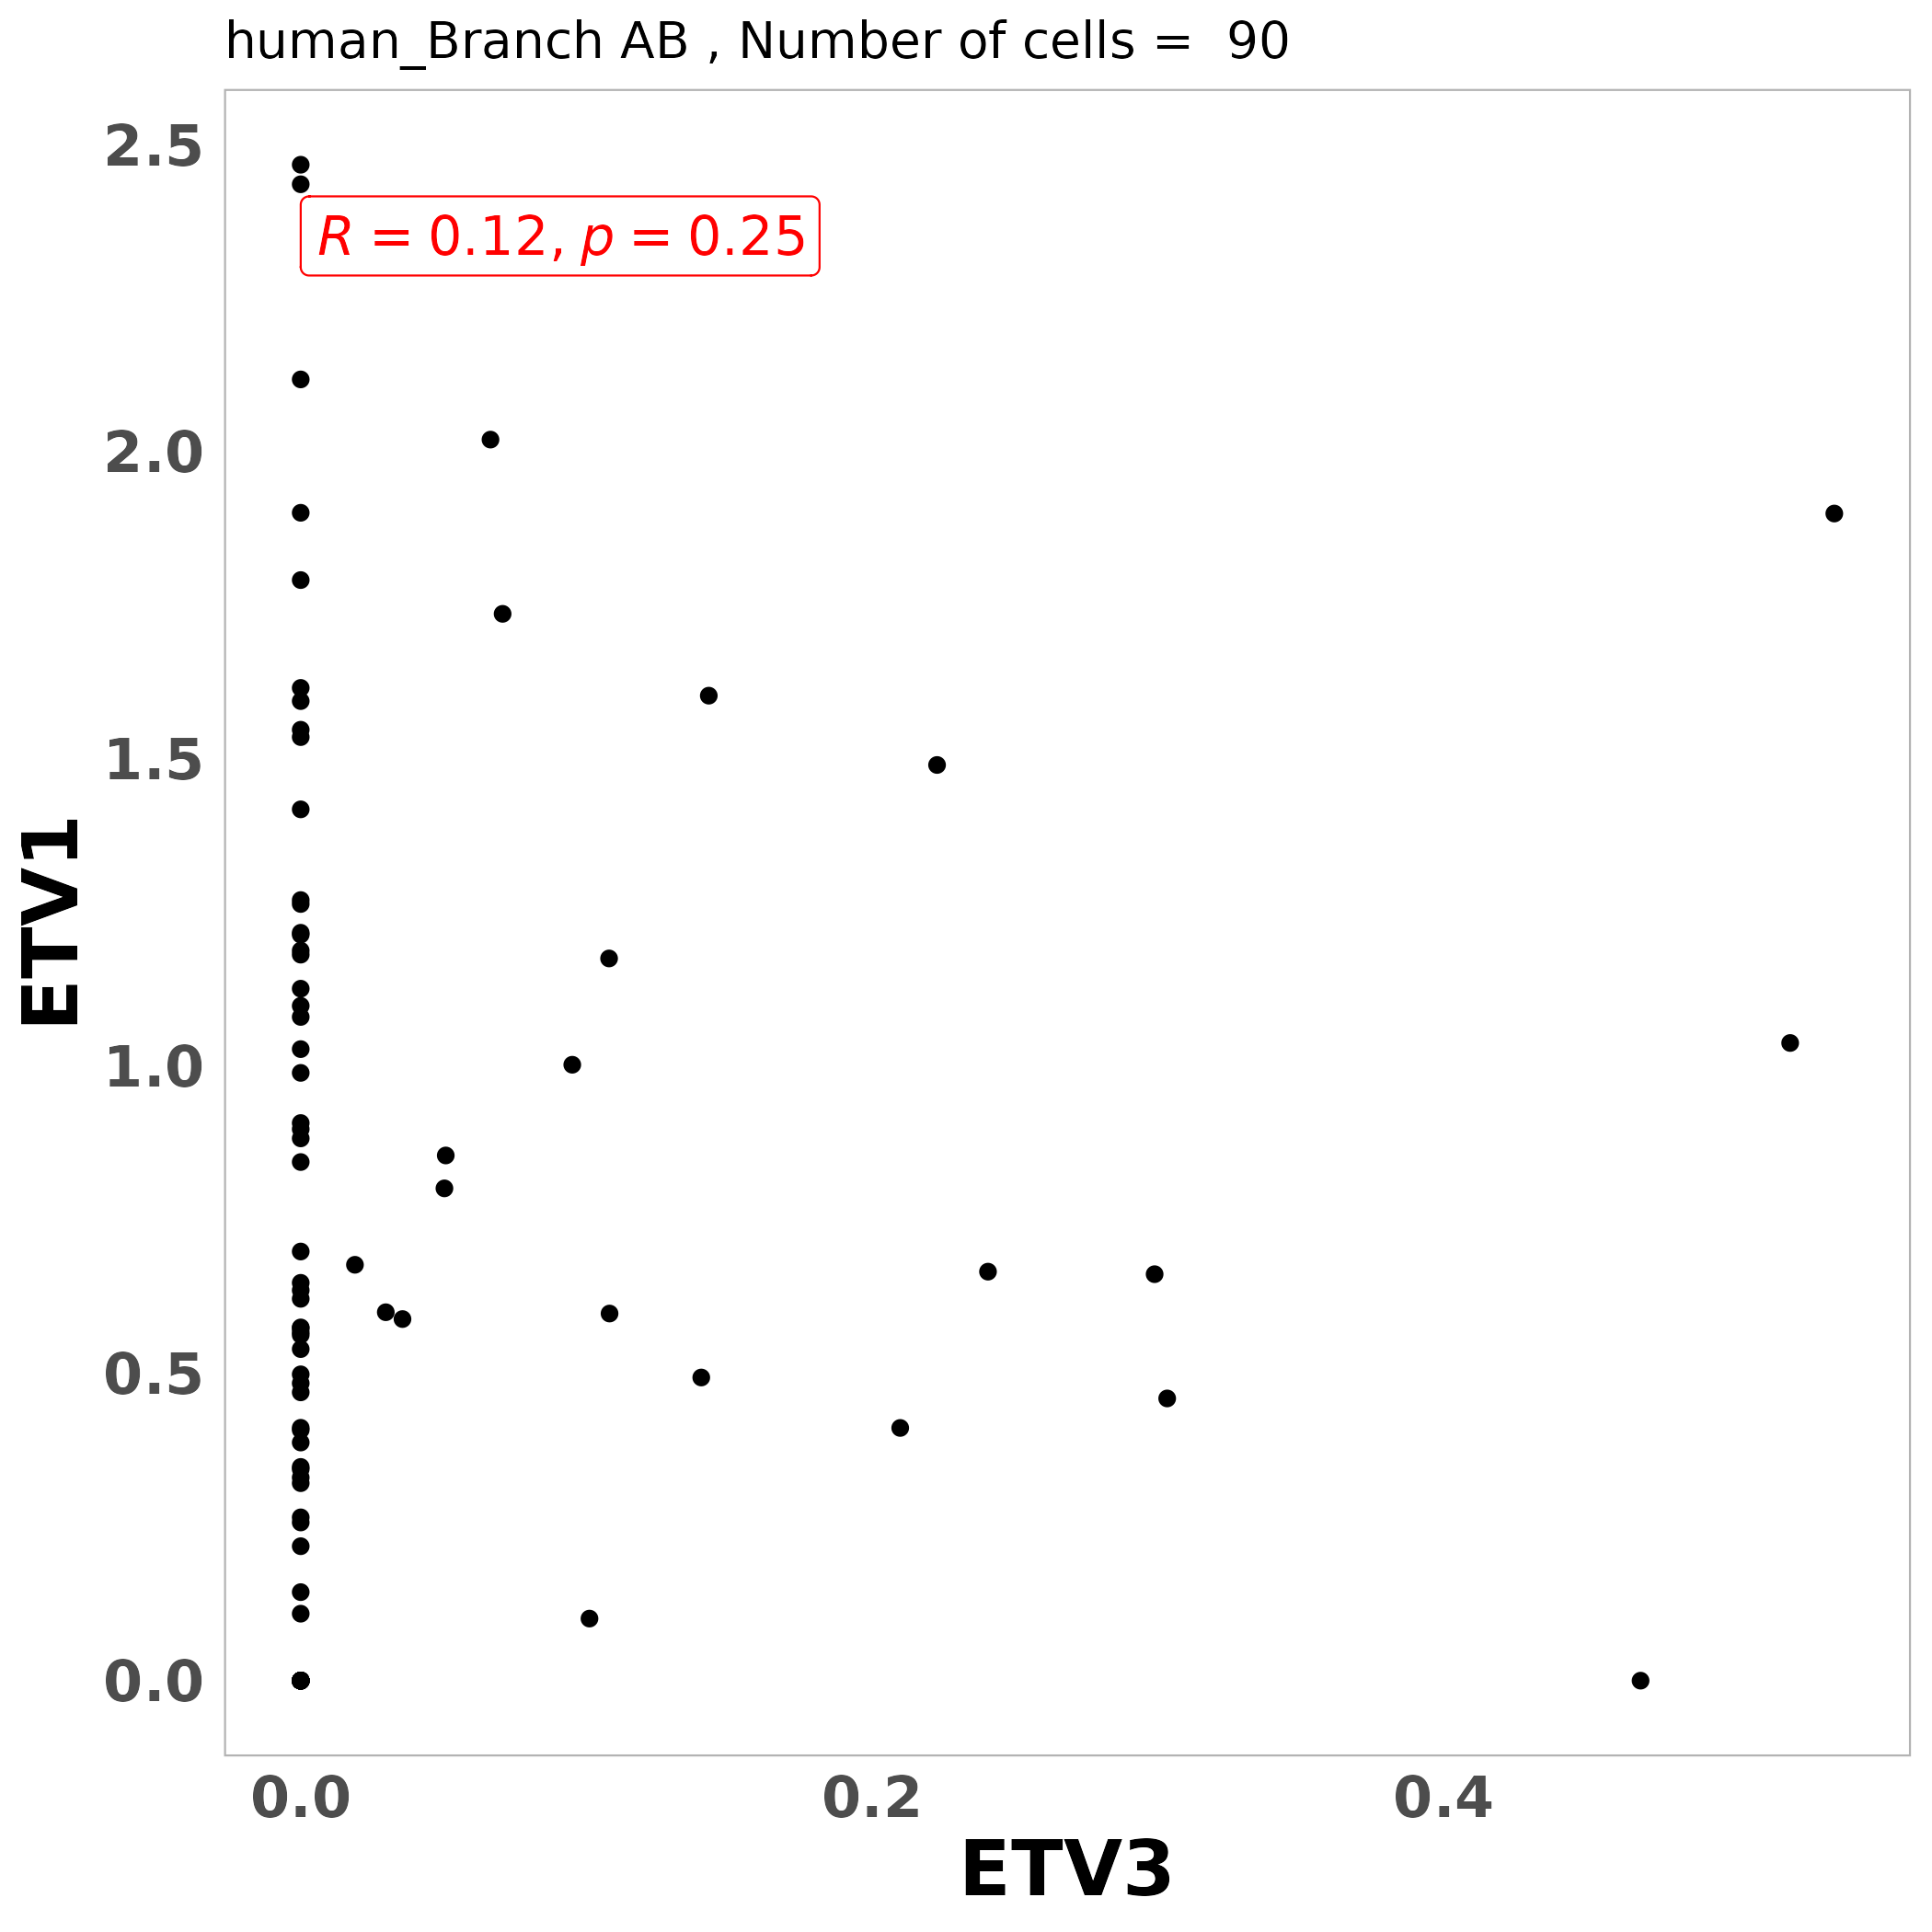 human_Branch AB , Number of cells =  90
2.5
R = 0.12, p = 0.25
2.0
1.5
ETV1
1.0
0.5
0.0
0.0 0.2 0.4
ETV3